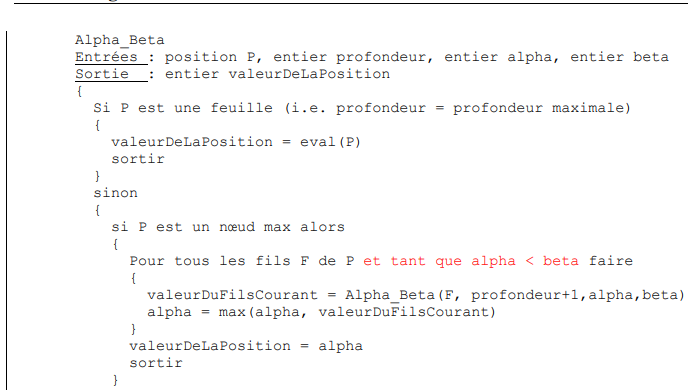 Alpha_Beta
Entrées : position P, entier profondeur, entier alpha, entier beta
Sortie : entier valeurDeLaPosition
{
Si P est une feuille (i.e. profondeur = profondeur maximale)
{
valeurDeLaPosition = eval(P)
sortir
}
sinon
{
si P est un nœud max alors
{
Pour tous les fils F de P et tant que alpha < beta faire
{
valeurDuFilsCourant = Alpha_Beta(F, profondeur+1,alpha,beta)
alpha = max(alpha, valeurDuFilsCourant)
}
valeurDeLaPosition = alpha
sortir
}